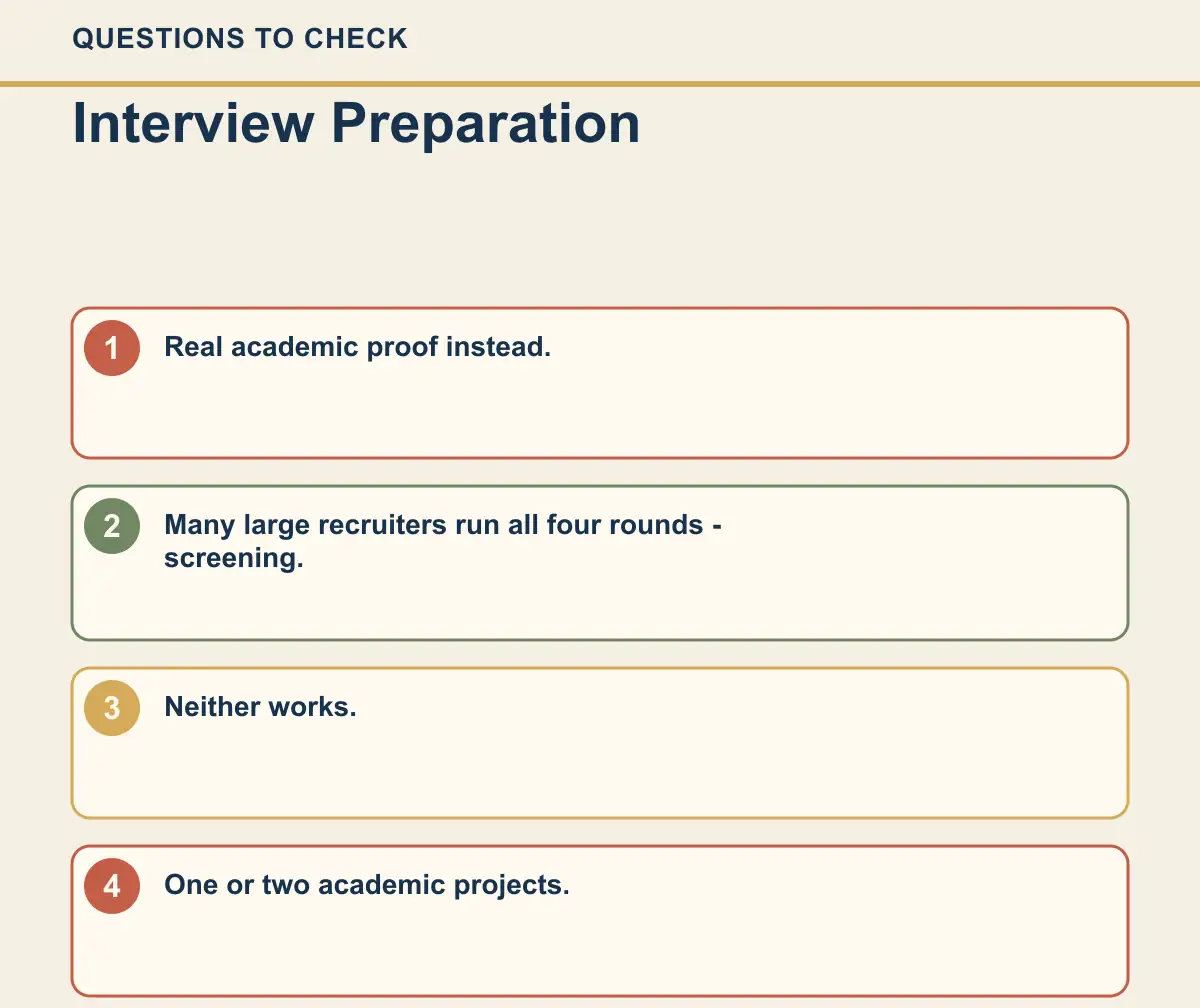 QUESTIONS TO CHECK
Interview Preparation
1 Real academic proof instead.
2 Many large recruiters run all four rounds -
screening.
3 Neither works.
4 One or two academic projects.